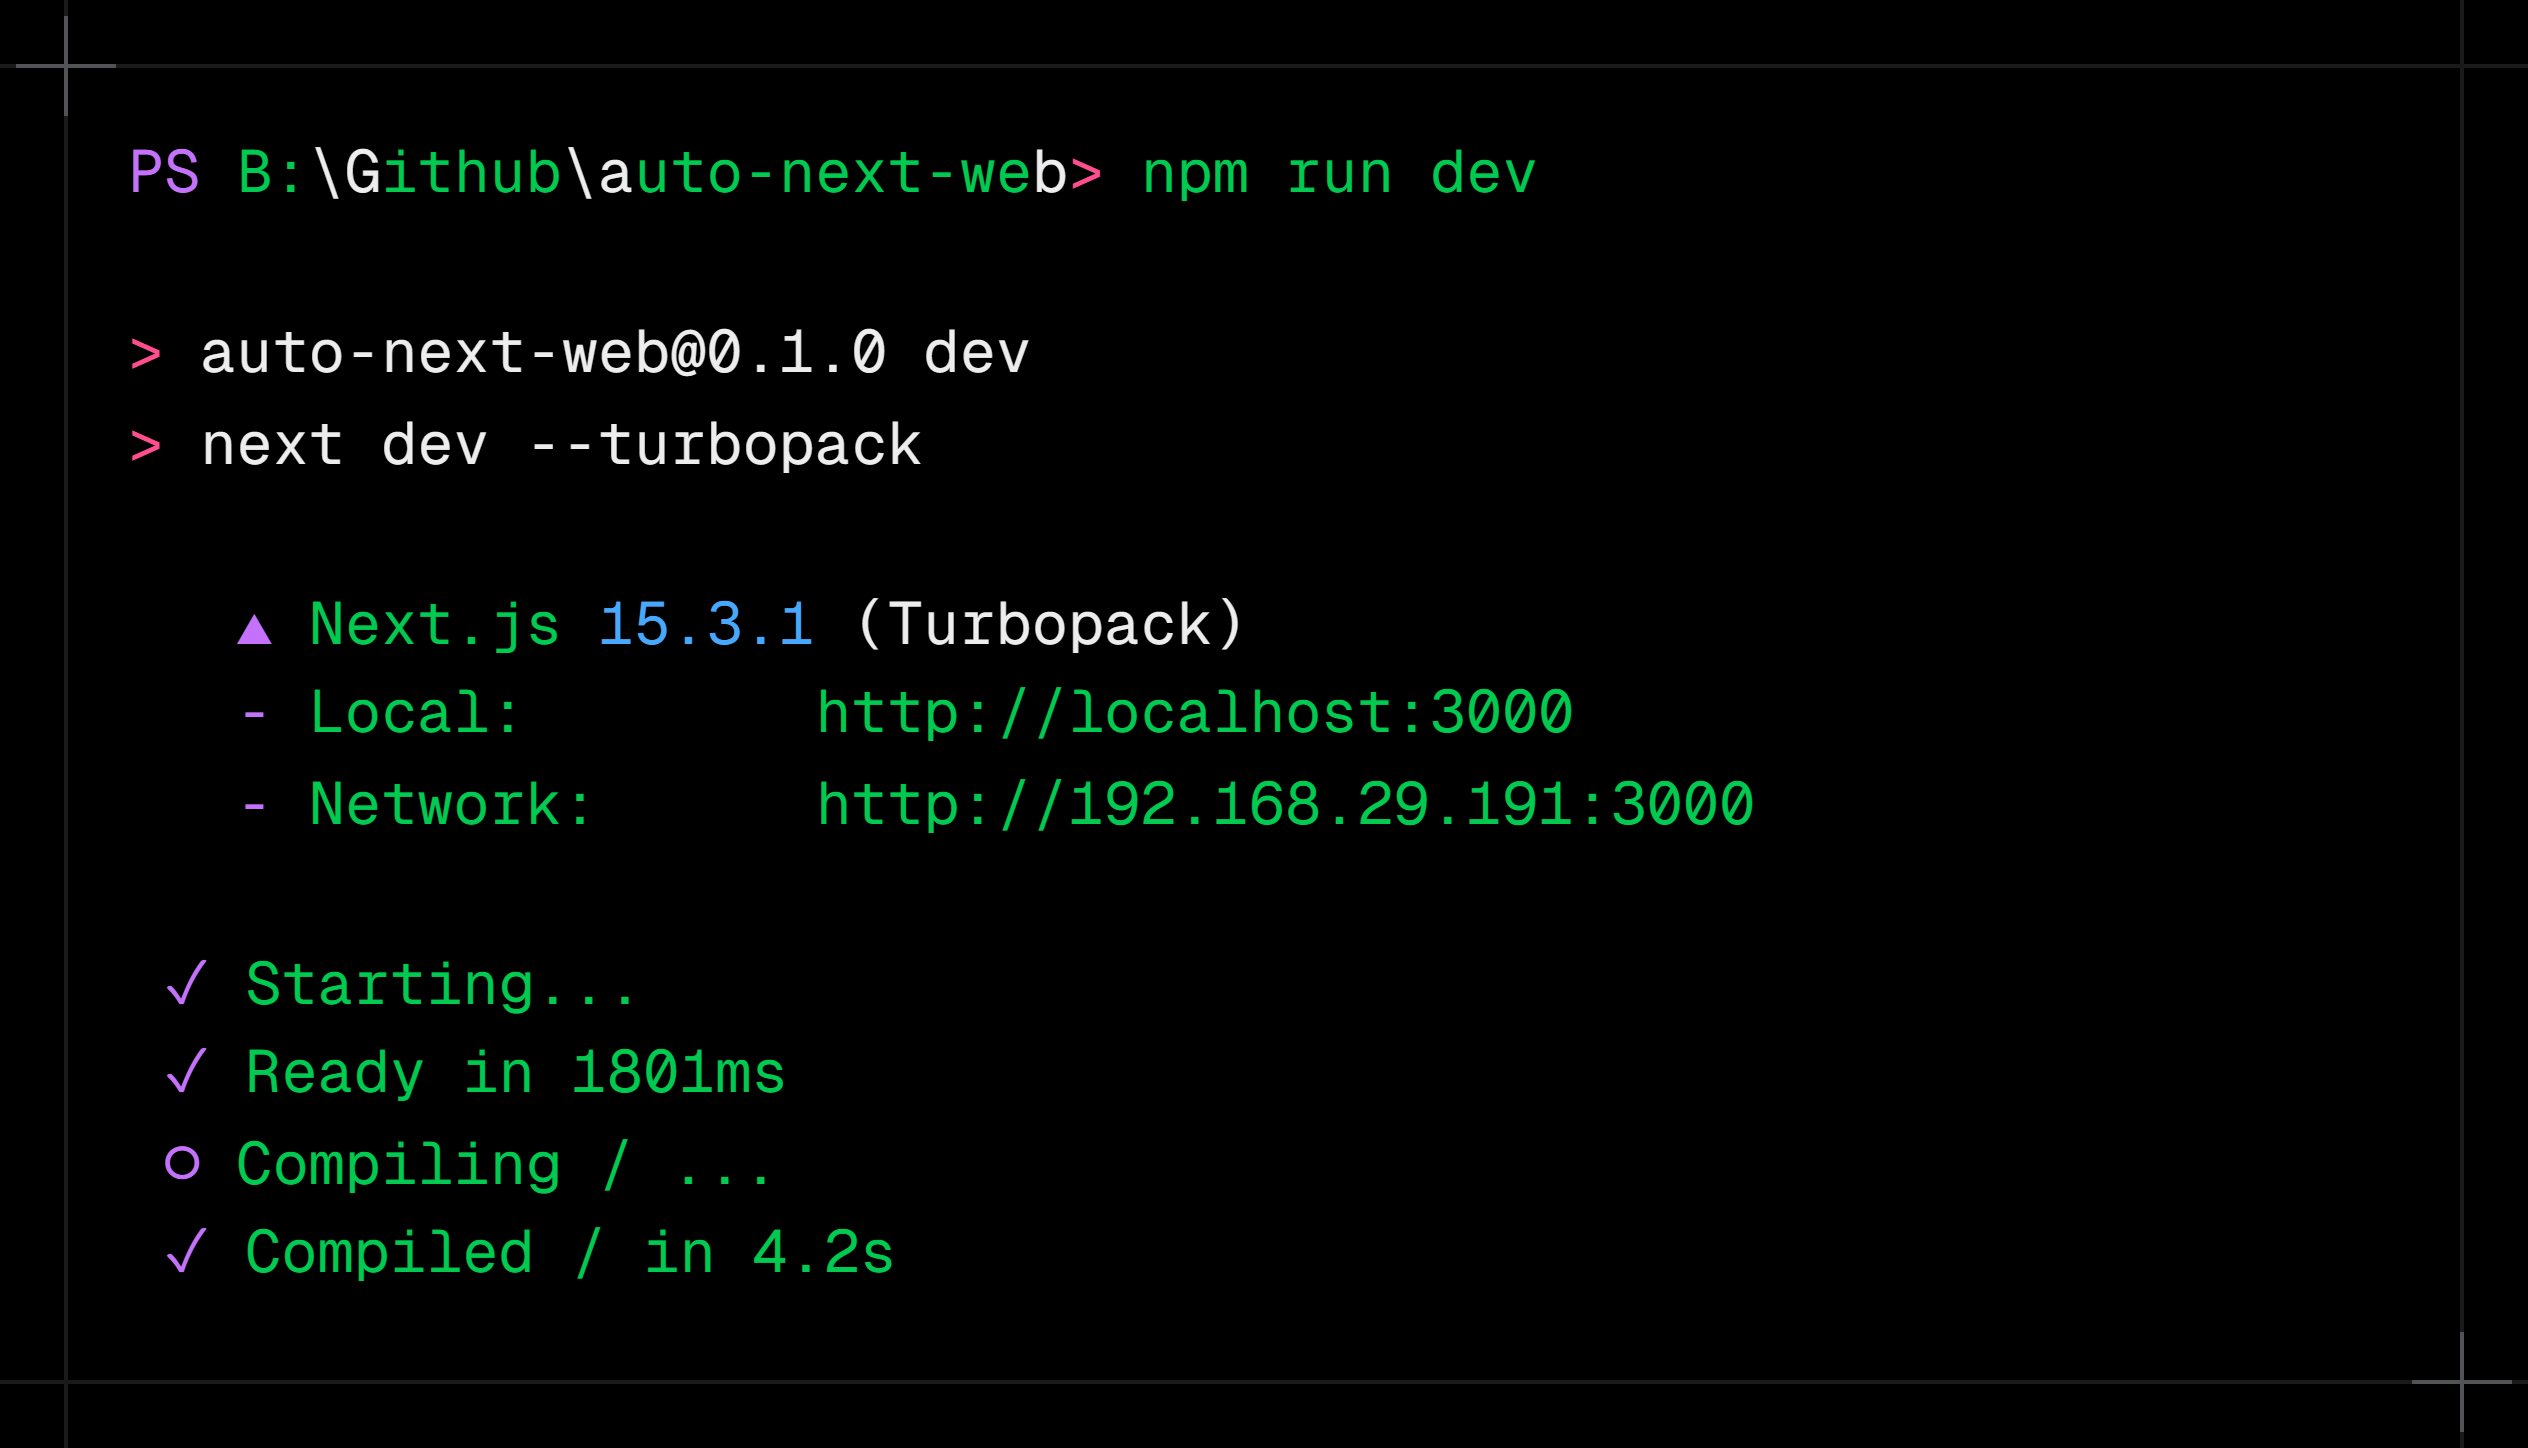 PS B:\Github\auto-next-web> npm run dev
> auto-next-web@0.1.0 dev
> next dev --turbopack
▲ Next.js 15.3.1 (Turbopack)
- Local:        http://localhost:3000
- Network:      http://192.168.29.191:3000
✓ Starting...
✓ Ready in 1801ms
○ Compiling / ...
✓ Compiled / in 4.2s